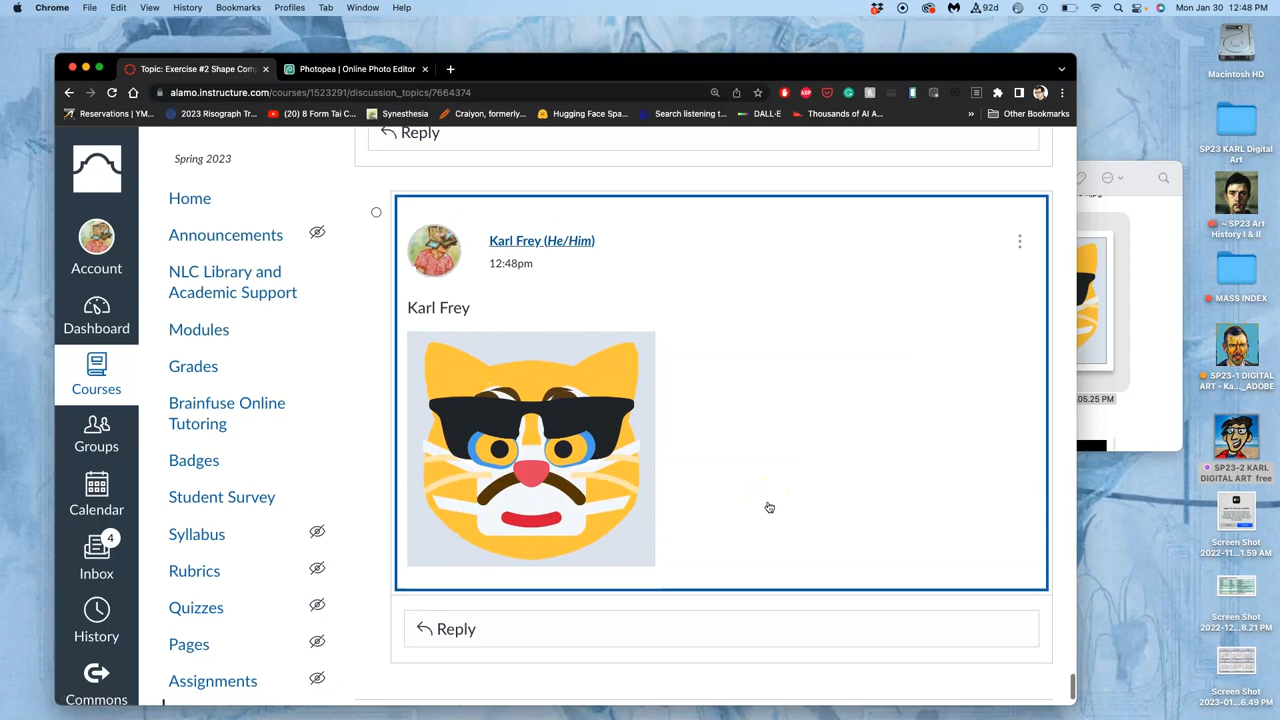 Chrome File Edit View History Bookmarks Profiles Tab Window Help
92d Mon Jan 30 12:48 PM
Topic: Exercise #2 Shape Com
Photopea | Online Photo Editor
alamo.instructure.com/courses/1523291/discussion_topics/7664374
Reservations | YM...
2023 Risograph Tr...
(20) 8 Form Tai C...
Synesthesia
Craiyon, formerly...
Hugging Face Spa...
Search listening t...
DALL·E
Thousands of AI A...
Other Bookmarks
Spring 2023
Home
Announcements
NLC Library and
Academic Support
Modules
Grades
Brainfuse Online
Tutoring
Badges
Student Survey
Syllabus
Rubrics
Quizzes
Pages
Assignments
Account
Dashboard
Courses
Groups
Calendar
4
Inbox
History
Commons
Reply
Karl Frey (He/Him)
12:48pm
Karl Frey
Reply
.05.25 PM
Macintosh HD
SP23 KARL Digital
Art
~ SP23 Art
History I & II
MASS INDEX
SP23-1 DIGITAL
ART - Ka..._ADOBE
SP23-2 KARL
DIGITAL ART free
Screen Shot
2022-11...1.59 AM
Screen Shot
2022-12...8.21 PM
Screen Shot
2023-01...6.49 PM